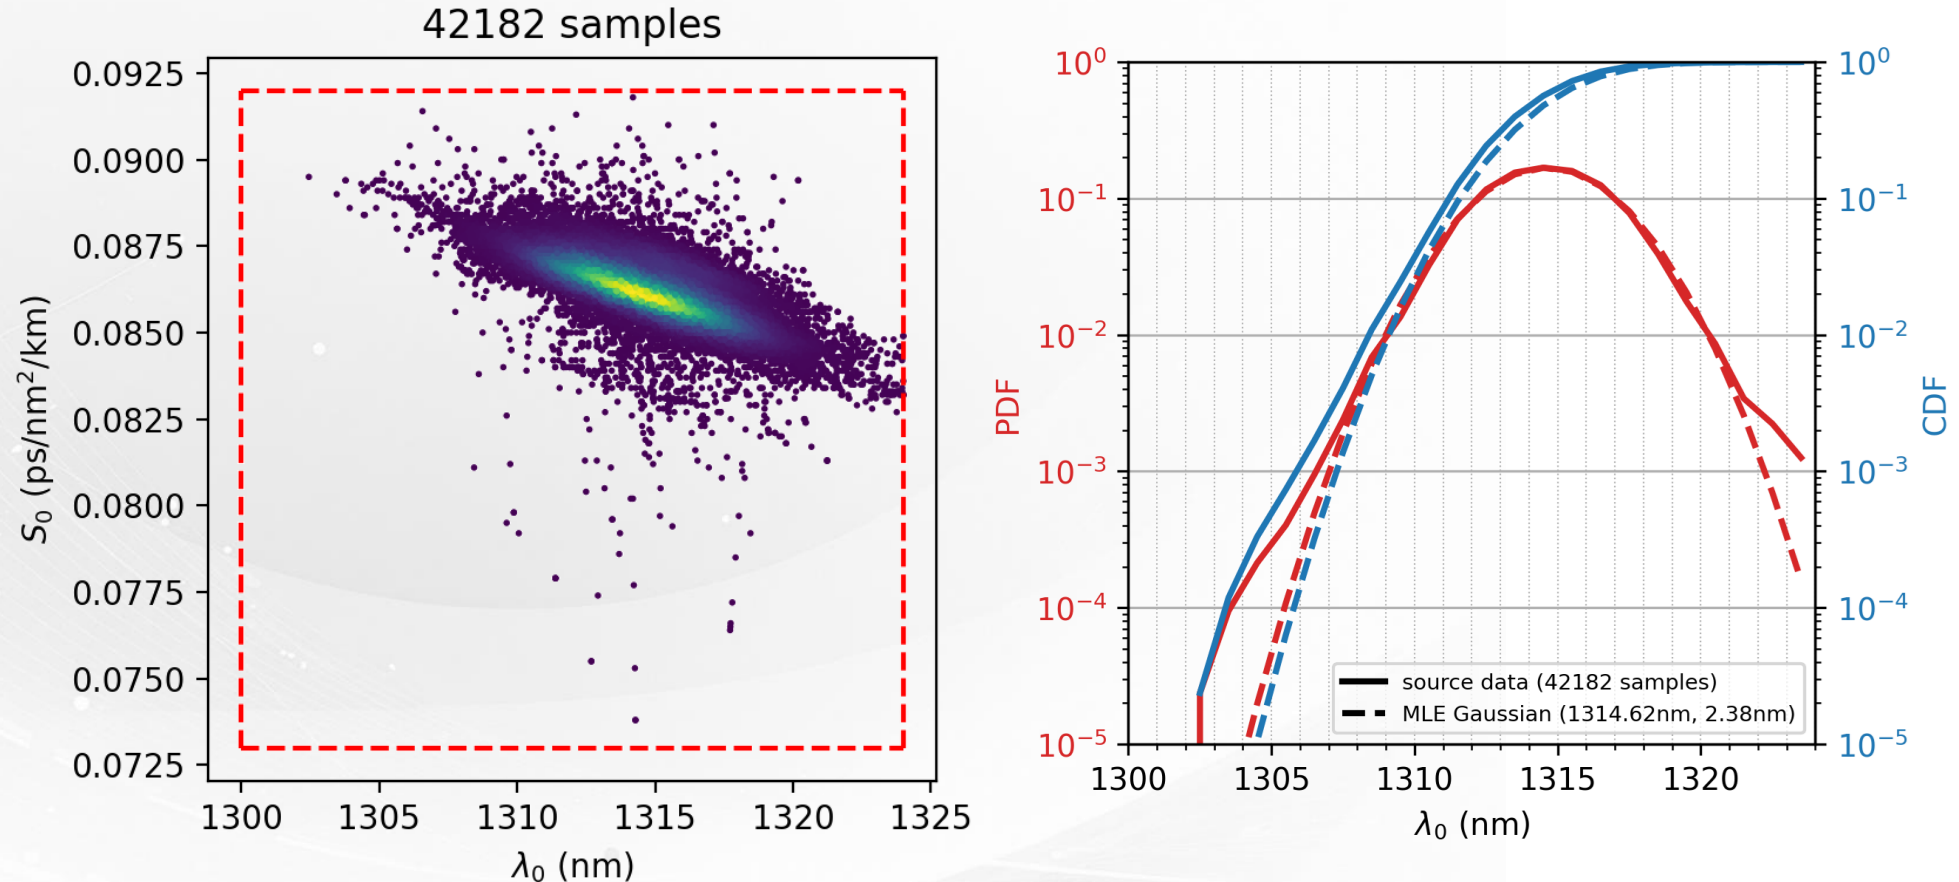 42182 samples
0.0925
0.0900
0.0875
0.0850
0.0825
0.0800
0.0775
0.0750
0.0725
S₀ (ps/nm²/km)
1300 1305 1310 1315 1320 1325
λ₀ (nm)
10⁰
10⁻¹
10⁻²
10⁻³
10⁻⁴
10⁻⁵
PDF
10⁰
10⁻¹
10⁻²
10⁻³
10⁻⁴
10⁻⁵
CDF
source data (42182 samples)
MLE Gaussian (1314.62nm, 2.38nm)
1300 1305 1310 1315 1320
λ₀ (nm)